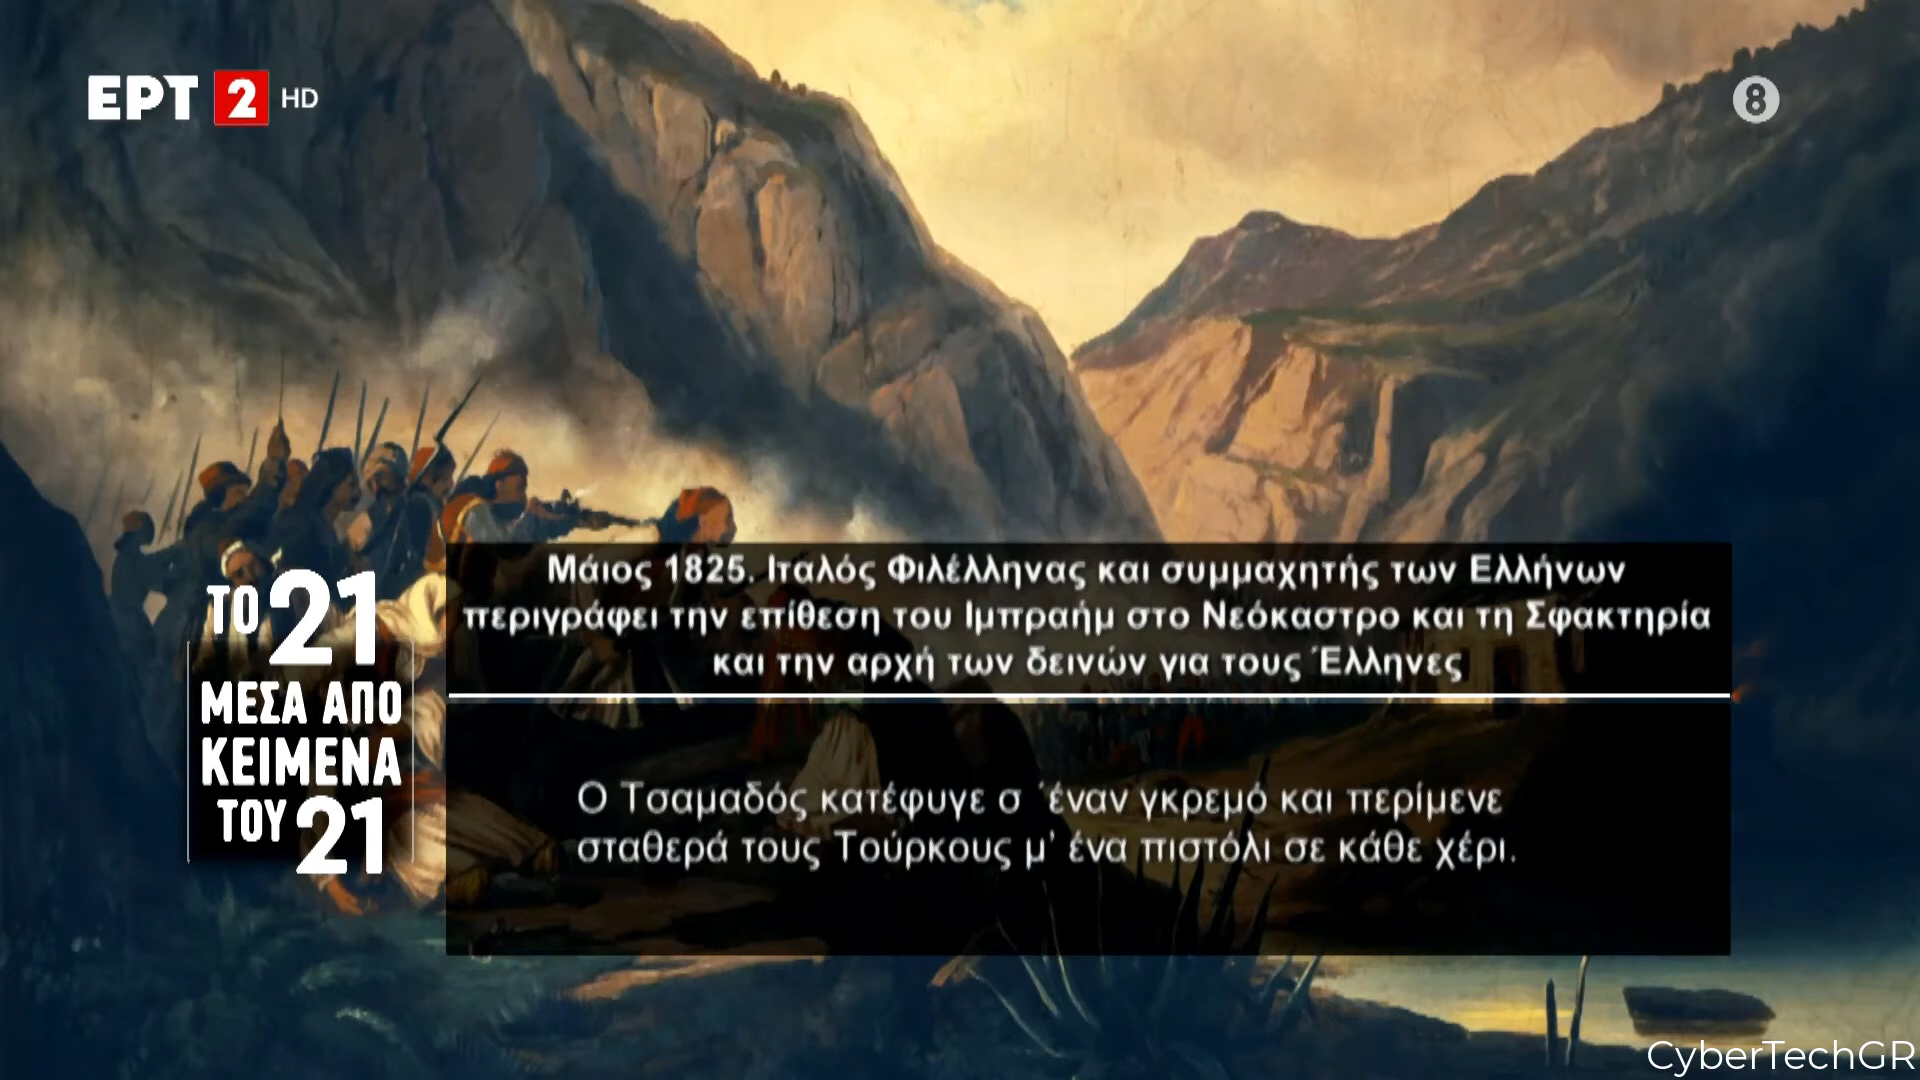 ΕΡΤ 2 HD
8
Μάιος 1825. Ιταλός Φιλέλληνας και συμμαχητής των Ελλήνων
περιγράφει την επίθεση του Ιμπραήμ στο Νεόκαστρο και τη Σφακτηρία
και την αρχή των δεινών για τους Έλληνες
ΤΟ 21
ΜΕΣΑ ΑΠΟ
ΚΕΙΜΕΝΑ
ΤΟΥ 21
Ο Τσαμαδός κατέφυγε σ ΄έναν γκρεμό και περίμενε
σταθερά τους Τούρκους μ’ ένα πιστόλι σε κάθε χέρι.
CyberTechGR